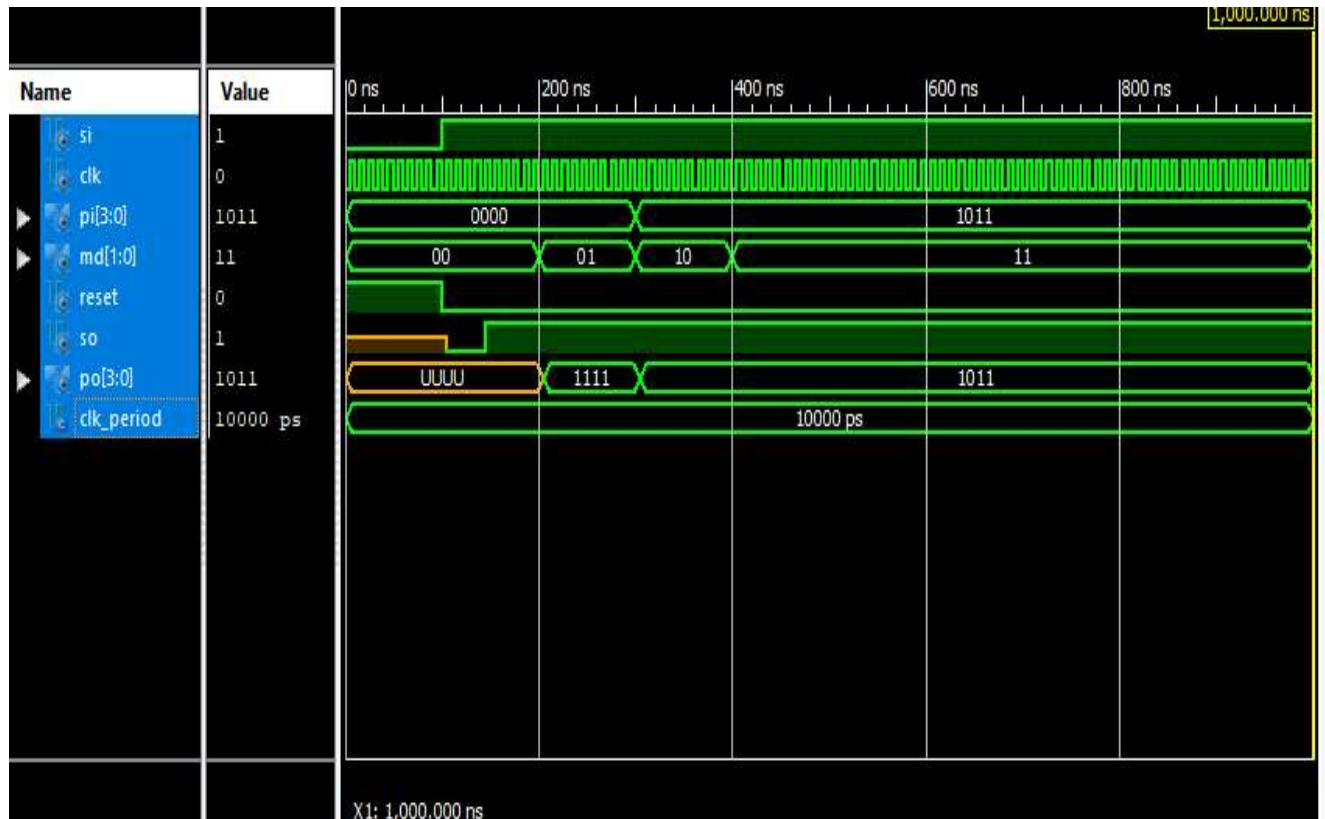 1,000.000 ns
Name Value 0 ns 200 ns 400 ns 600 ns 800 ns
si 1
clk 0
pi[3:0] 1011 0000 1011
md[1:0] 11 00 01 10 11
reset 0
so 1
po[3:0] 1011 UUUU 1111 1011
clk_period 10000 ps 10000 ps
X1: 1,000.000 ns